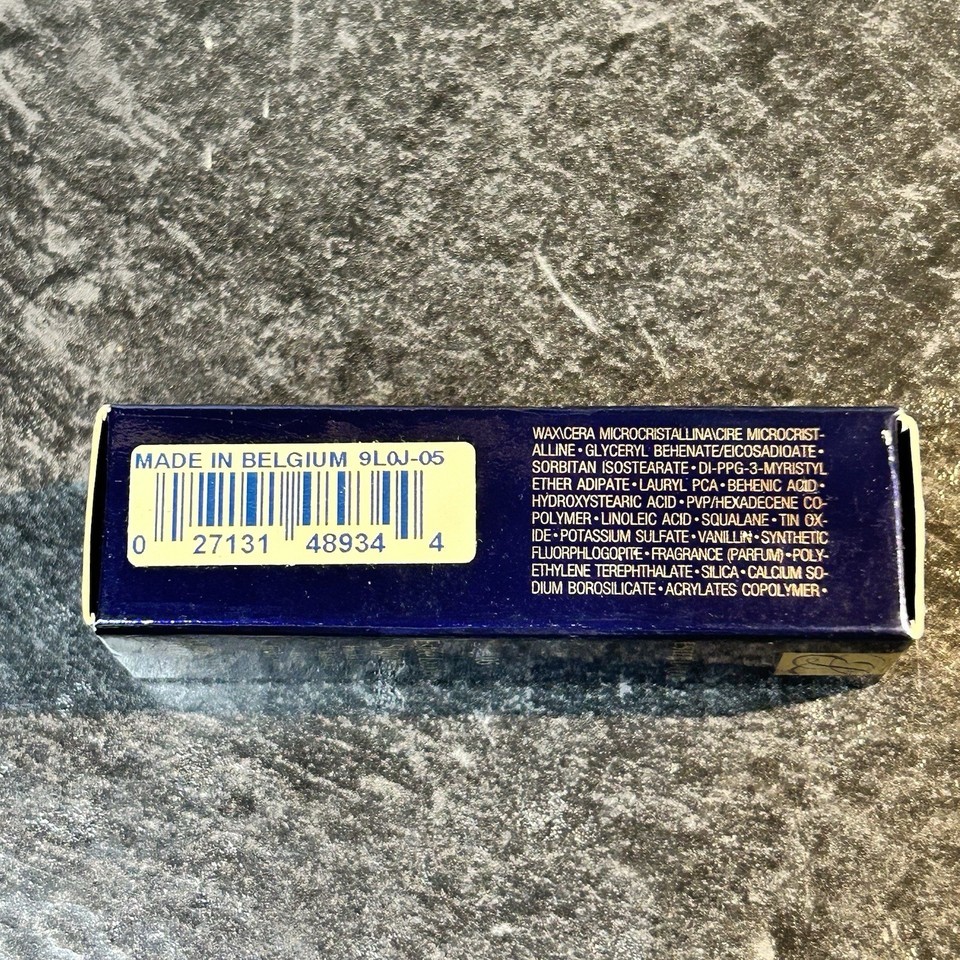 MADE IN BELGIUM 9L0J-05
0 27131 48934 4
WAX\CERA MICROCRISTALLINA\CIRE MICROCRIST-
ALLINE • GLYCERYL BEHENATE/EICOSADIOATE •
SORBITAN ISOSTEARATE • DI-PPG-3-MYRISTYL
ETHER ADIPATE • LAURYL PCA • BEHENIC ACID •
HYDROXYSTEARIC ACID • PVP/HEXADECENE CO-
POLYMER • LINOLEIC ACID • SQUALANE • TIN OX-
IDE • POTASSIUM SULFATE • VANILLIN • SYNTHETIC
FLUORPHLOGOPITE • FRAGRANCE (PARFUM) • POLY-
ETHYLENE TEREPHTHALATE • SILICA • CALCIUM SO-
DIUM BOROSILICATE • ACRYLATES COPOLYMER •